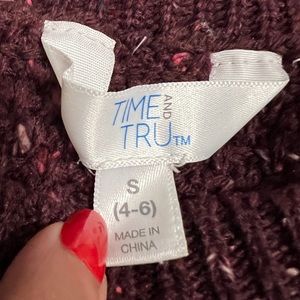 TIME AND
TRU™
S
(4-6)
MADE IN
CHINA